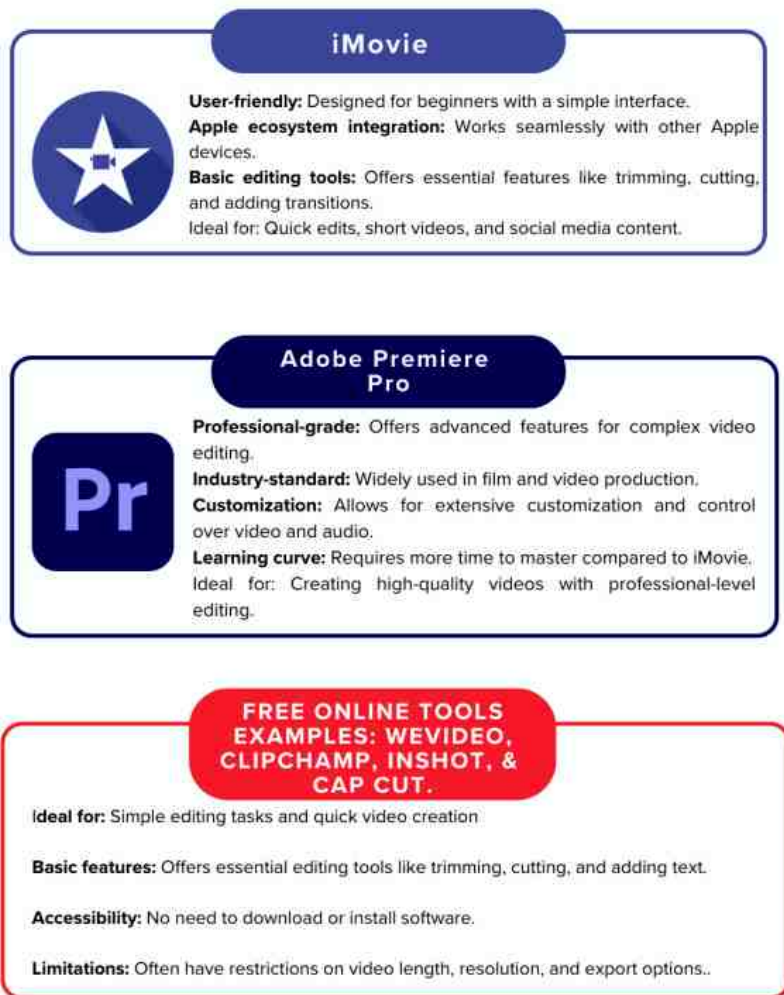 iMovie
User-friendly: Designed for beginners with a simple interface.
Apple ecosystem integration: Works seamlessly with other Apple
devices.
Basic editing tools: Offers essential features like trimming, cutting,
and adding transitions.
Ideal for: Quick edits, short videos, and social media content.
Adobe Premiere
Pro
Pr
Professional-grade: Offers advanced features for complex video
editing.
Industry-standard: Widely used in film and video production.
Customization: Allows for extensive customization and control
over video and audio.
Learning curve: Requires more time to master compared to iMovie.
Ideal for: Creating high-quality videos with professional-level
editing.
FREE ONLINE TOOLS
EXAMPLES: WEVIDEO,
CLIPCHAMP, INSHOT, &
CAP CUT.
Ideal for: Simple editing tasks and quick video creation
Basic features: Offers essential editing tools like trimming, cutting, and adding text.
Accessibility: No need to download or install software.
Limitations: Often have restrictions on video length, resolution, and export options..